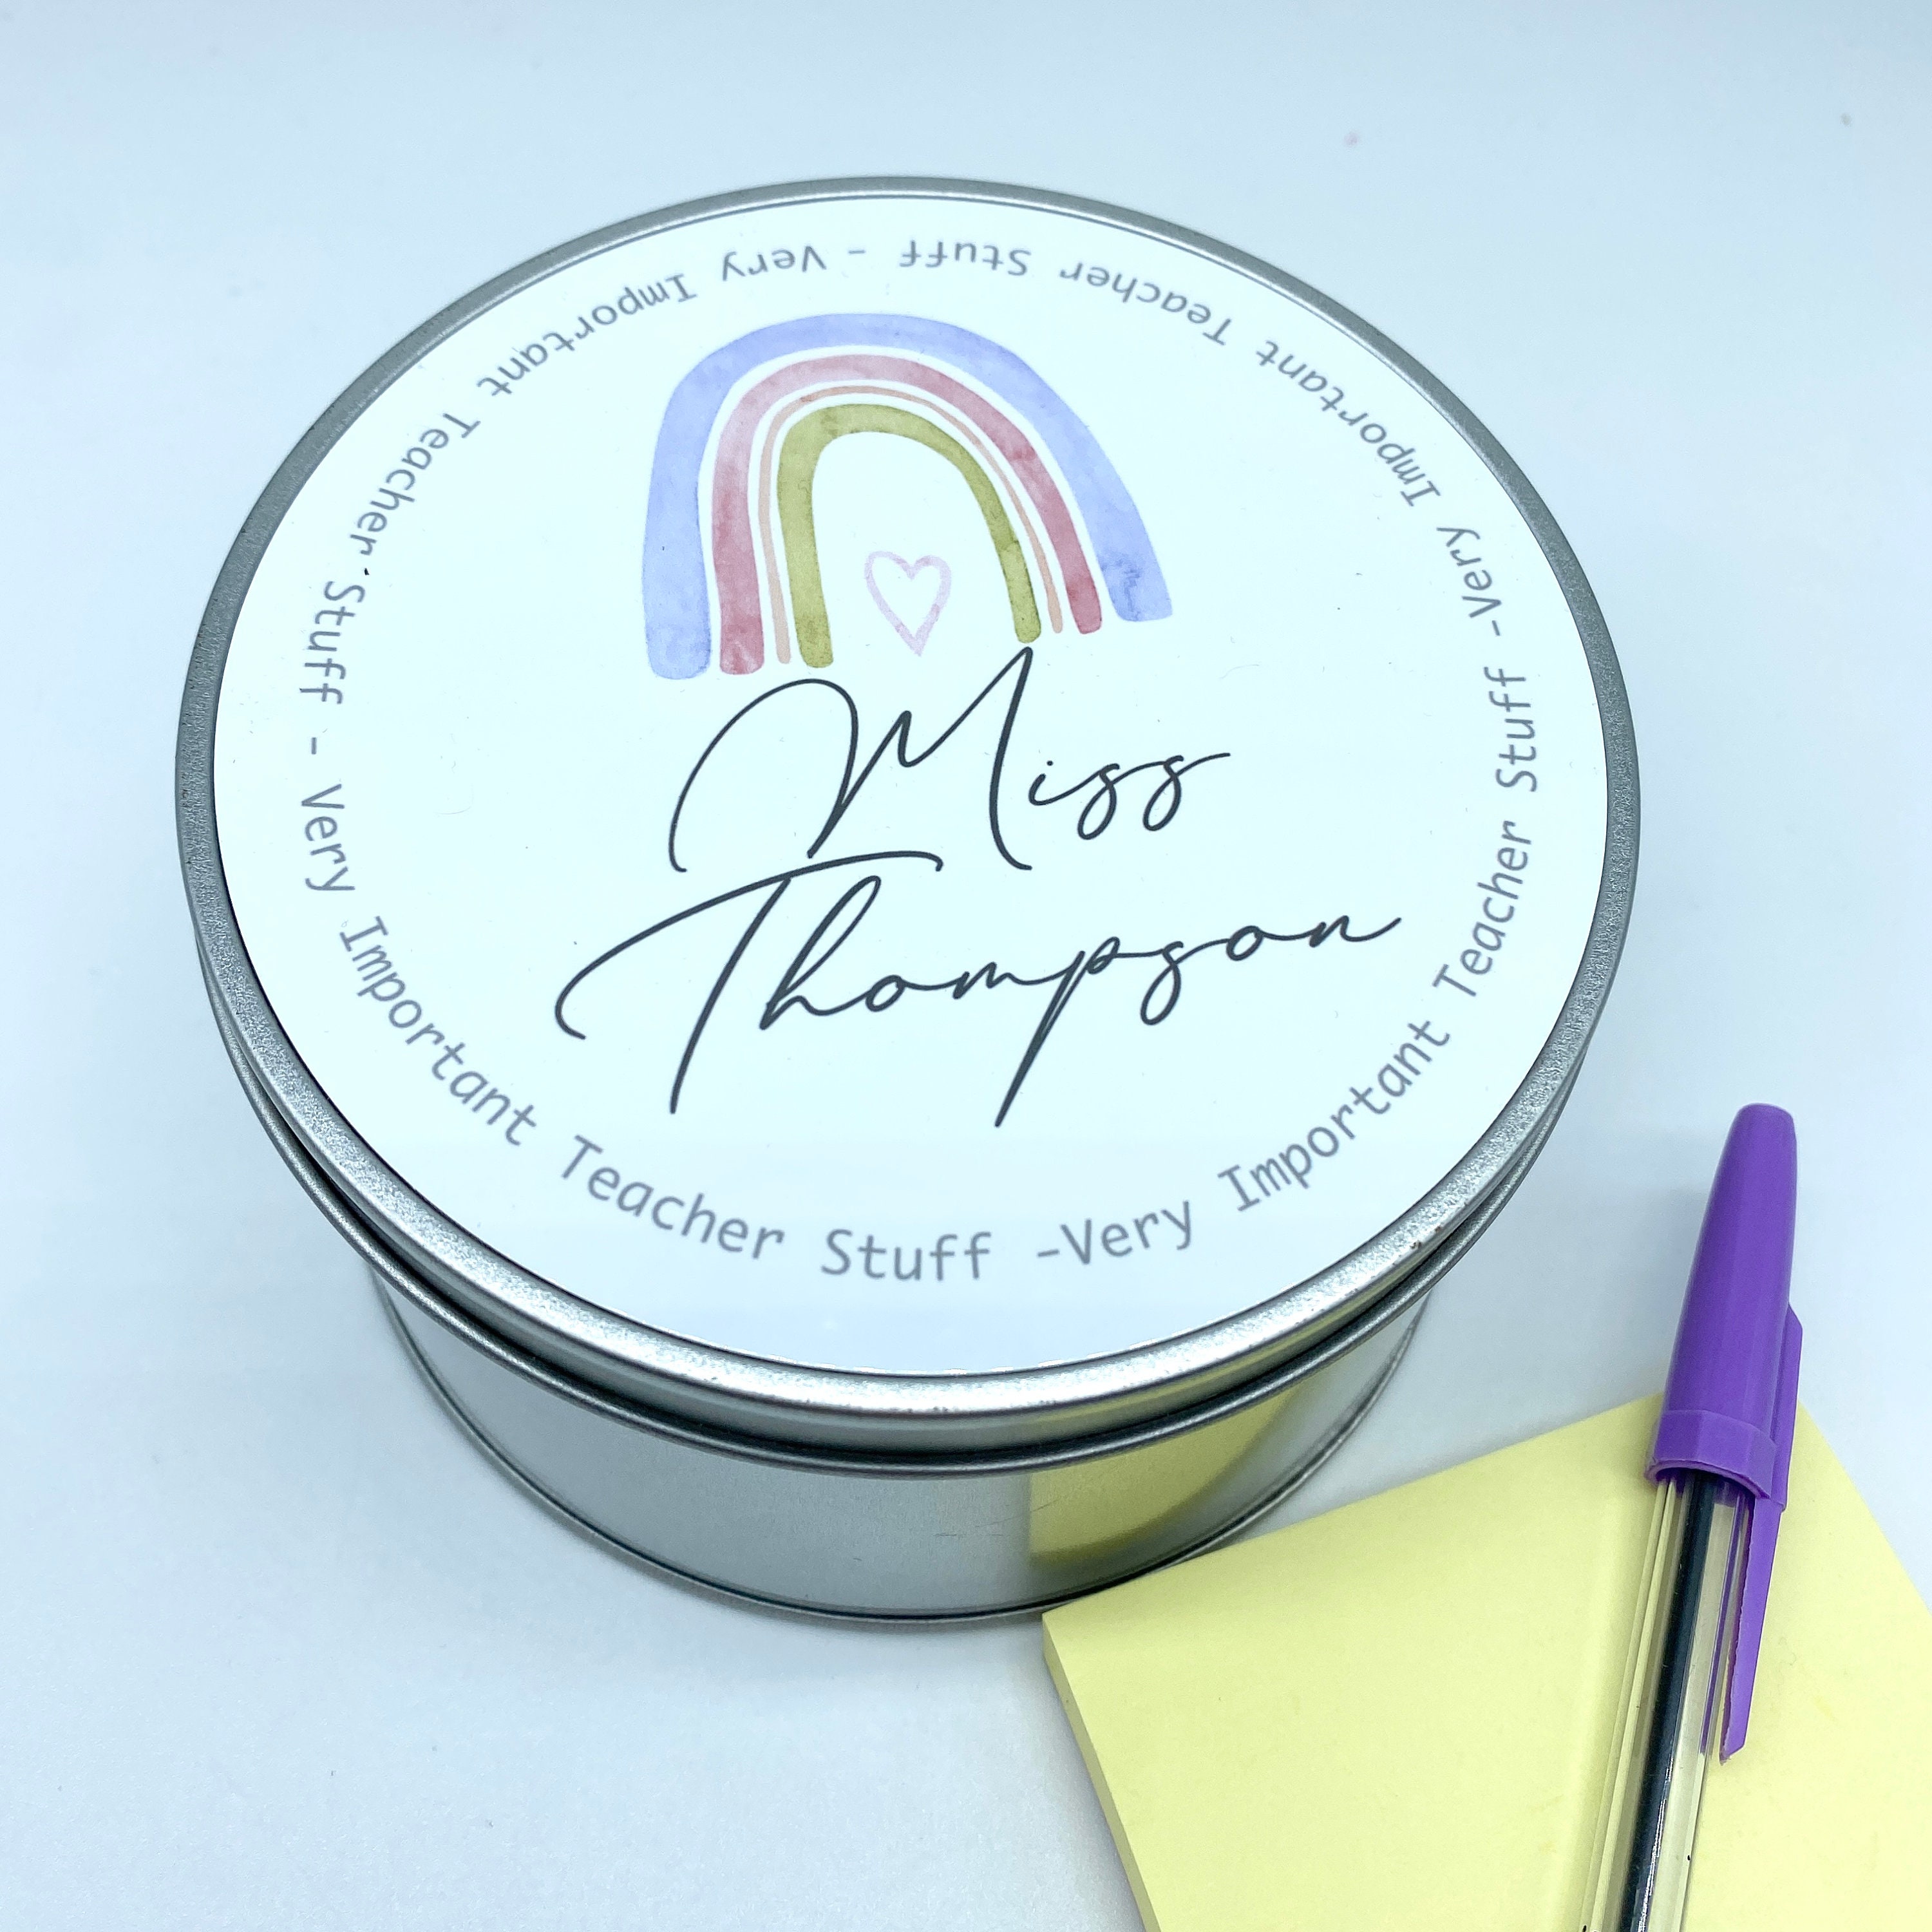 Miss
Thompson
Very Important Teacher Stuff -Very Important Teacher Stuff -Very Important Teacher Stuff - Very Important Teacher Stuff -